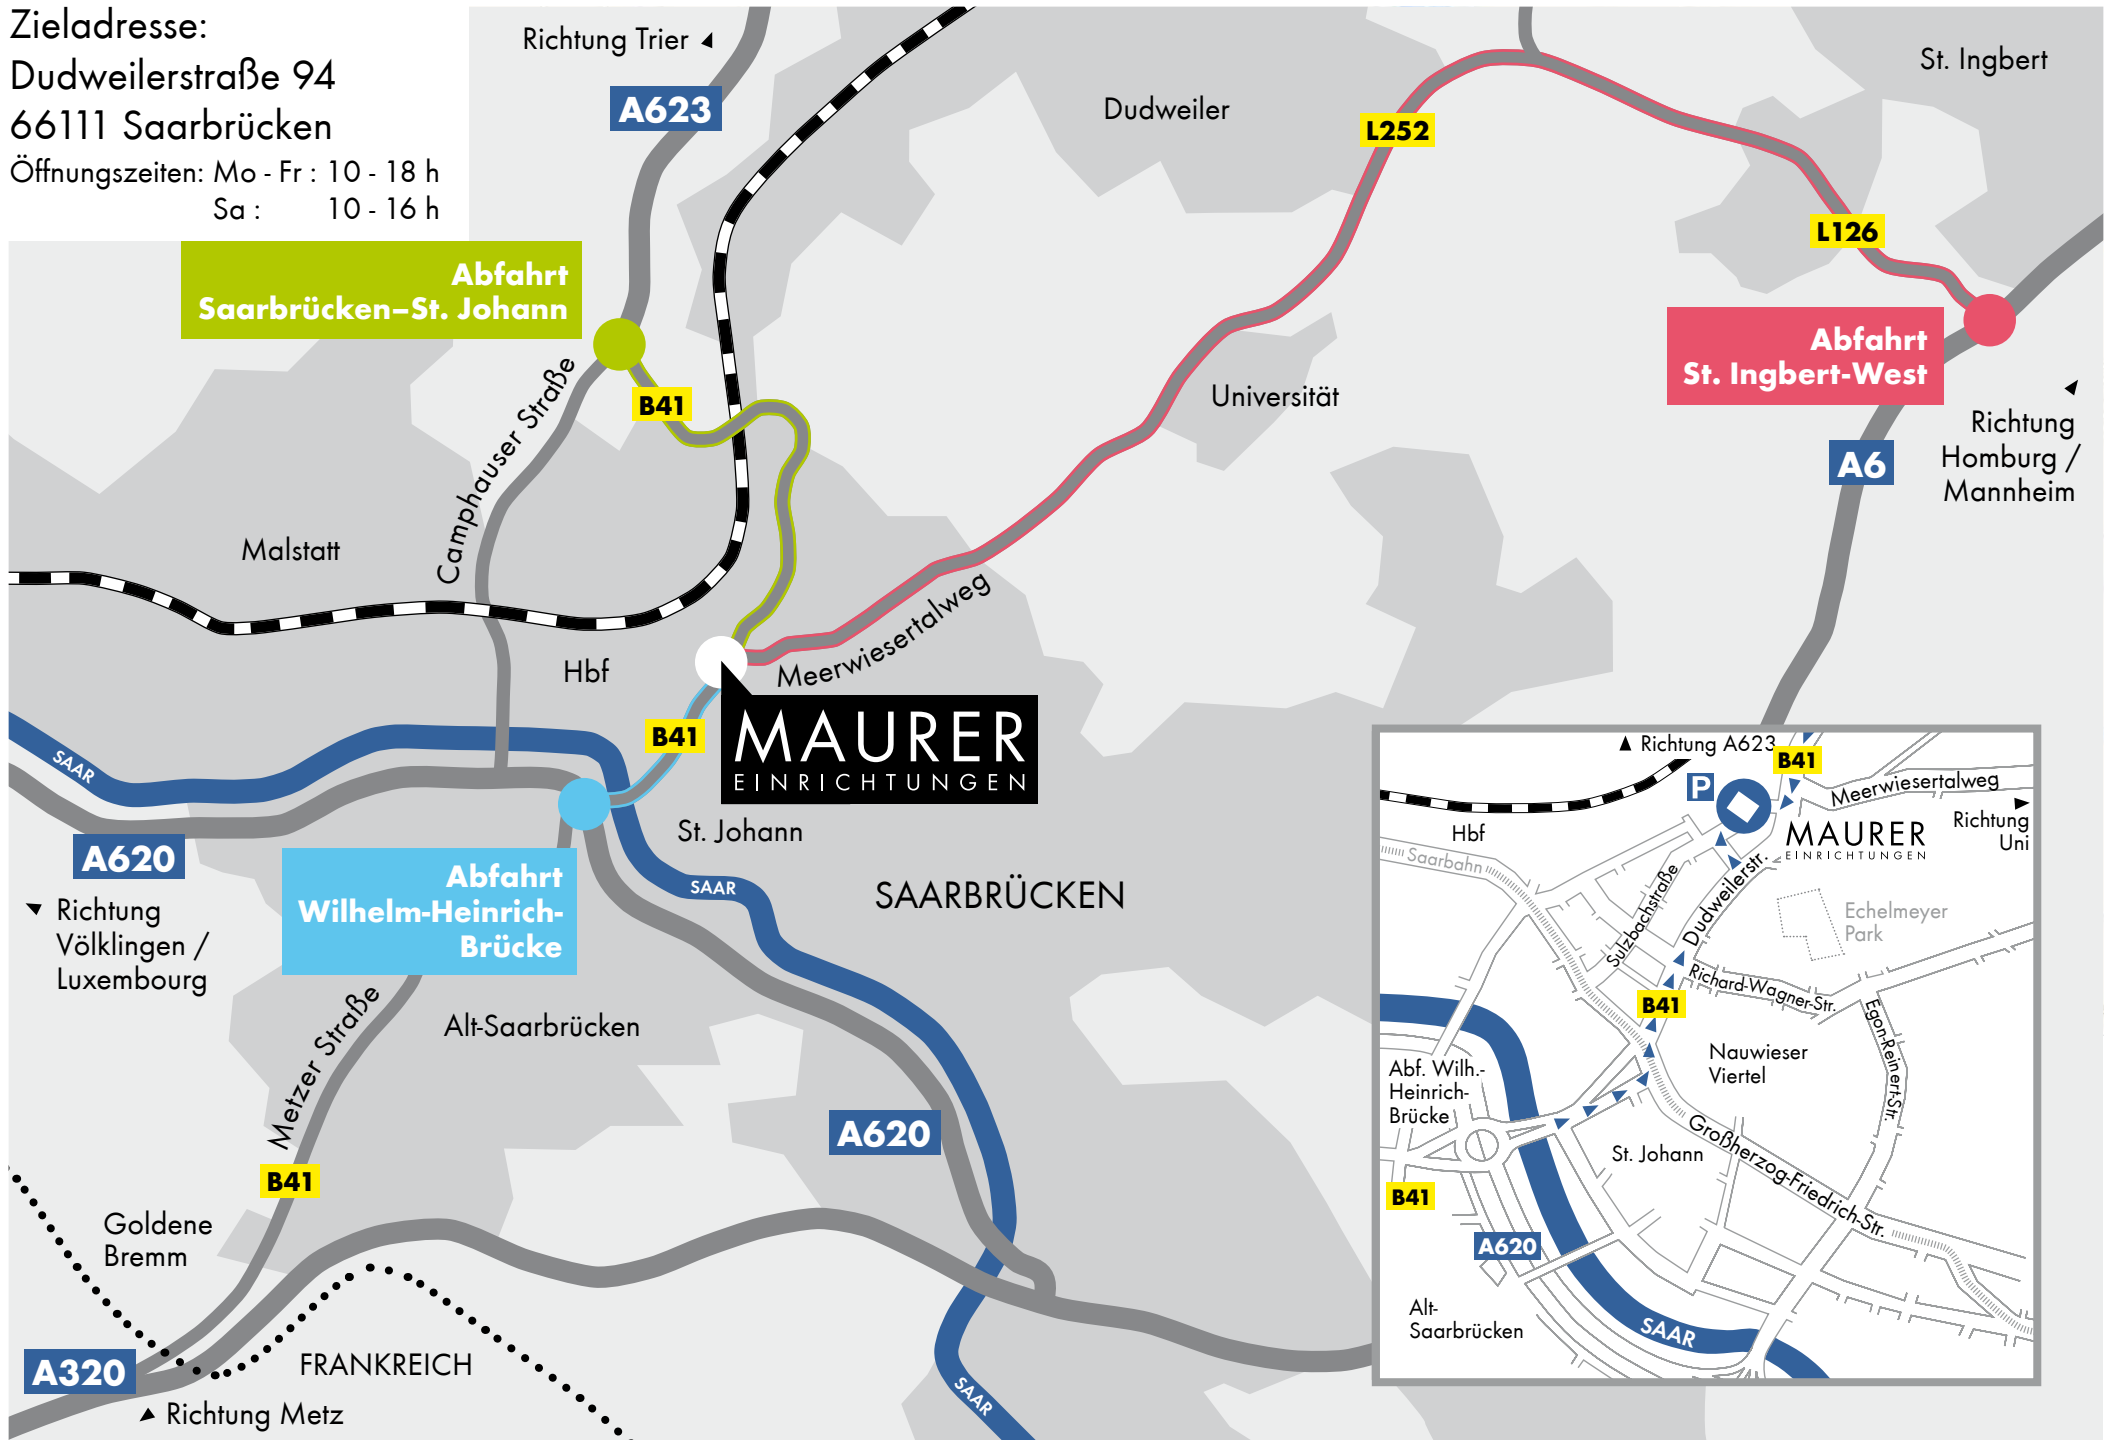 Zieladresse:
Dudweilerstraße 94
66111 Saarbrücken
Öffnungszeiten: Mo - Fr : 10 - 18 h
Sa : 10 - 16 h
Richtung Trier
A623
Dudweiler
L252
St. Ingbert
L126
Abfahrt
Saarbrücken–St. Johann
B41
Camphauser Straße
Universität
Abfahrt
St. Ingbert-West
Richtung
Homburg /
Mannheim
A6
Malstatt
Hbf
Meerwiesertalweg
B41
MAURER
EINRICHTUNGEN
SAAR
A620
St. Johann
SAAR
SAARBRÜCKEN
Abfahrt
Wilhelm-Heinrich-
Brücke
Richtung
Völklingen /
Luxembourg
Metzer Straße
Alt-Saarbrücken
A620
B41
Goldene
Bremm
A320
FRANKREICH
Richtung Metz
SAAR
Richtung A623
B41
P
Meerwiesertalweg
Hbf
MAURER
EINRICHTUNGEN
Richtung
Uni
Saarbahn
Sulzbachstraße
Dudweilerstr.
Echelmeyer
Park
Richard-Wagner-Str.
B41
Egon-Reinert-Str.
Nauwieser
Viertel
Abf. Wilh.-
Heinrich-
Brücke
St. Johann
Großherzog-Friedrich-Str.
B41
A620
Alt-
Saarbrücken
SAAR